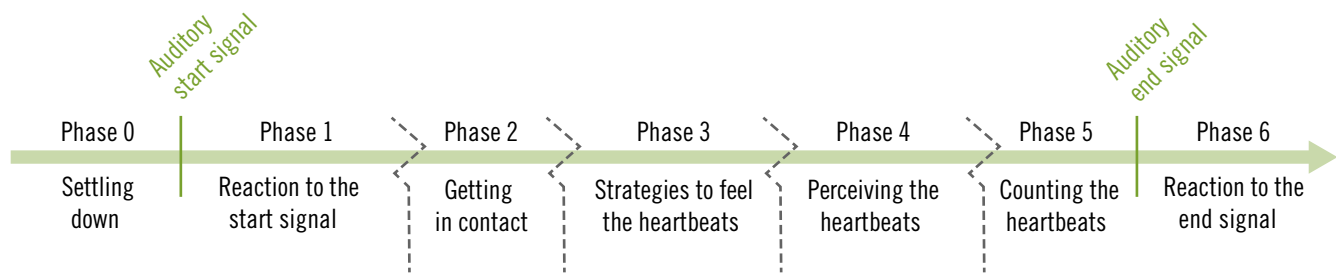 Auditory
start signal
Auditory
end signal
Phase 0
Phase 1
Phase 2
Phase 3
Phase 4
Phase 5
Phase 6
Settling
down
Reaction to the
start signal
Getting
in contact
Strategies to feel
the heartbeats
Perceiving the
heartbeats
Counting the
heartbeats
Reaction to the
end signal